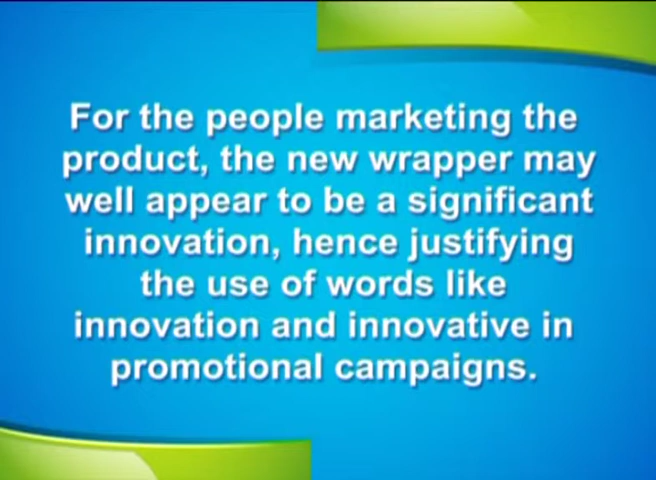 For the people marketing the
product, the new wrapper may
well appear to be a significant
innovation, hence justifying
the use of words like
innovation and innovative in
promotional campaigns.